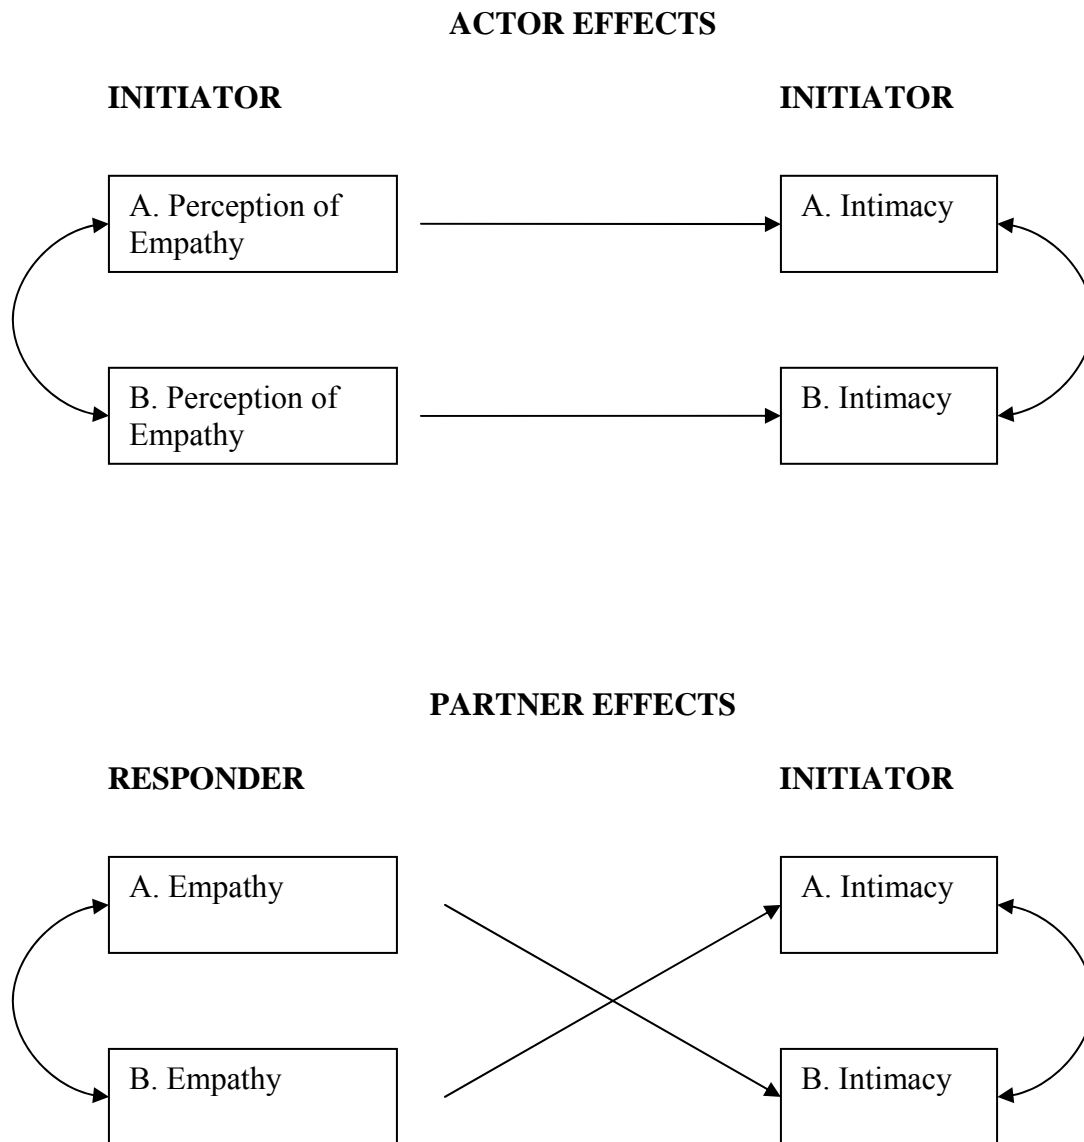 ACTOR EFFECTS
INITIATOR
INITIATOR
A. Perception of
Empathy
A. Intimacy
B. Perception of
Empathy
B. Intimacy
PARTNER EFFECTS
RESPONDER
INITIATOR
A. Empathy
A. Intimacy
B. Empathy
B. Intimacy